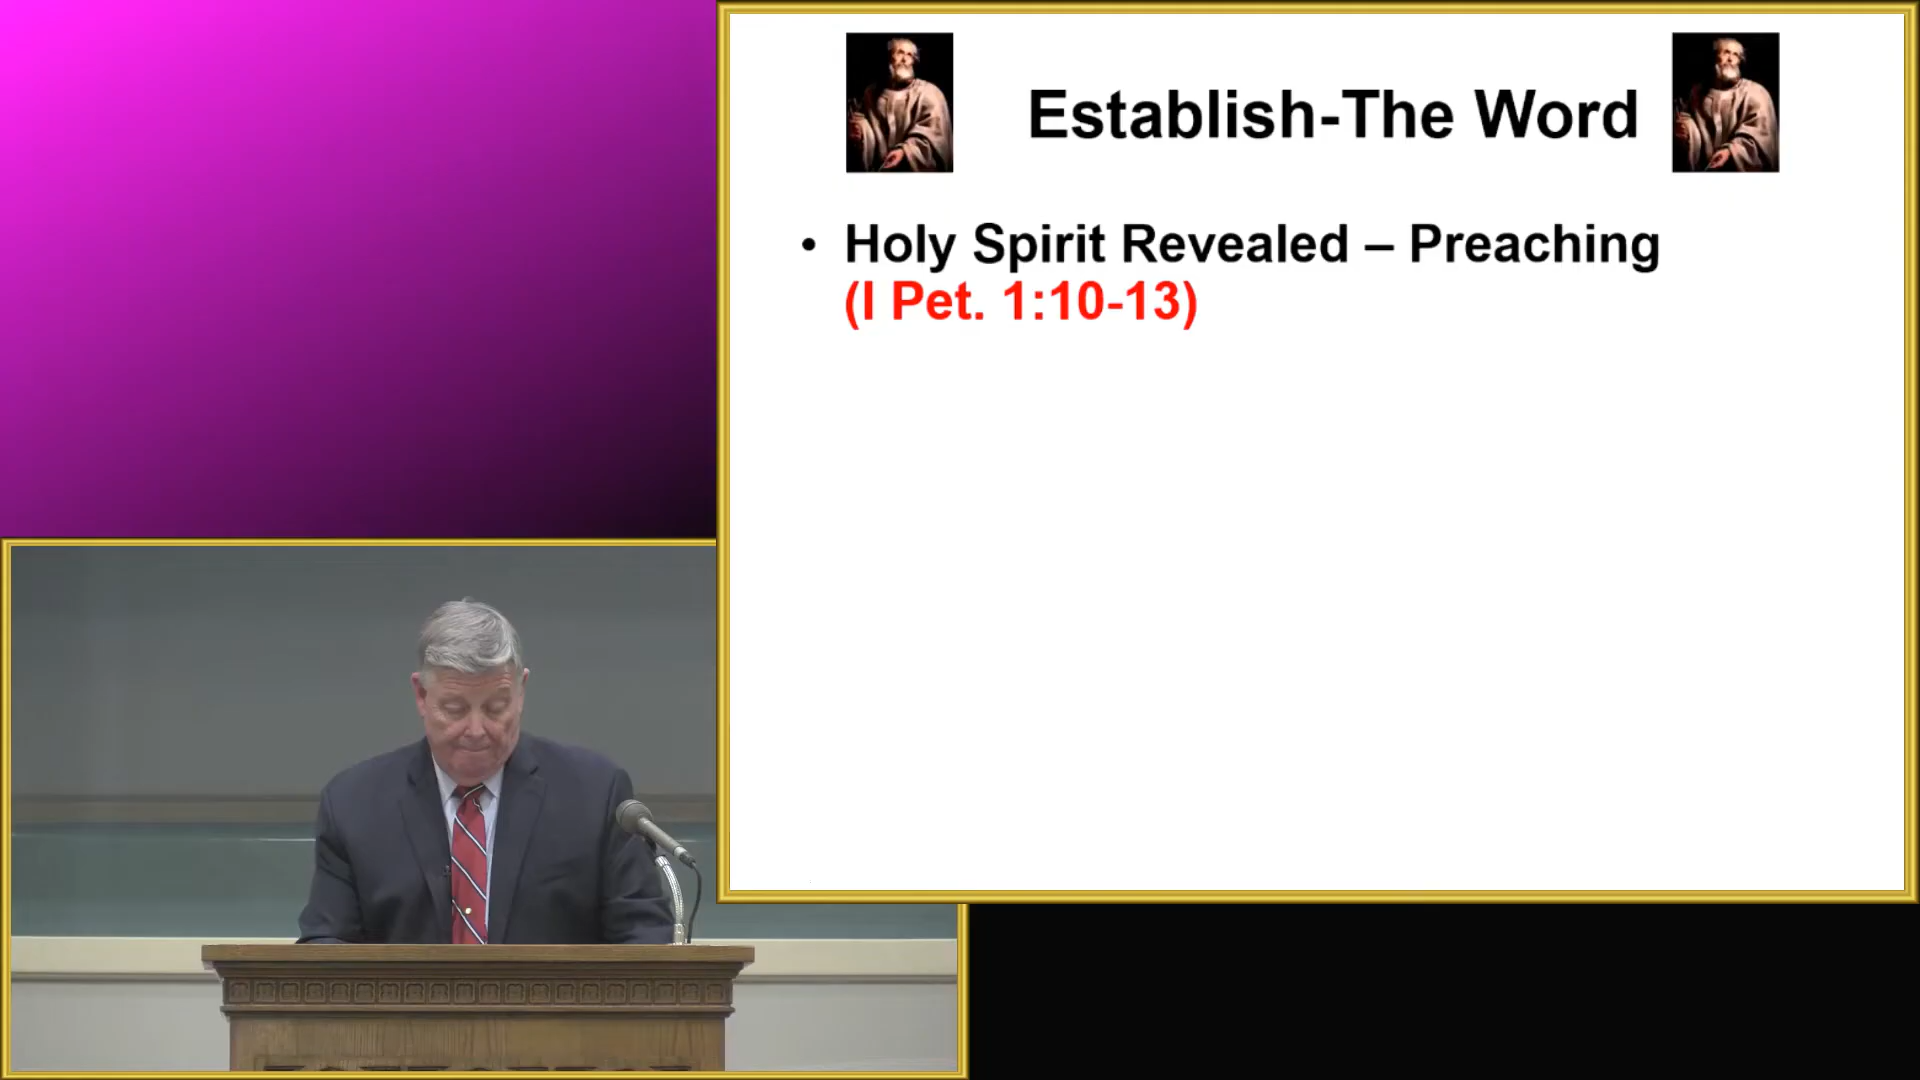 Establish-The Word
• Holy Spirit Revealed – Preaching
(I Pet. 1:10-13)